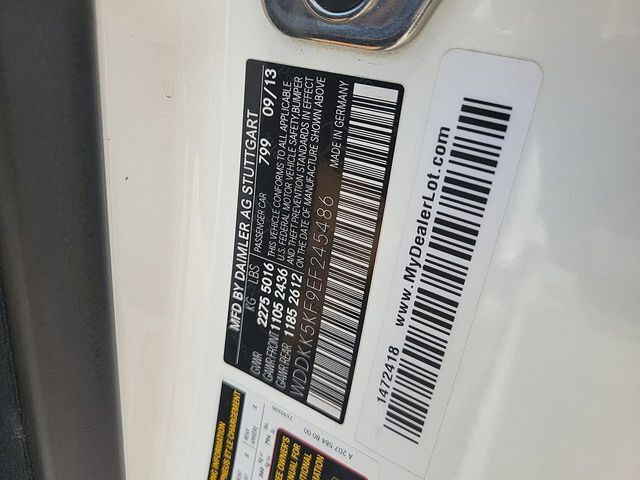 MFD BY DAIMLER AG STUTTGART
KG LBS PASSENGER CAR 799 09/13
GVWR 2275 5016
GAWR FRONT 1105 2436
GAWR REAR 1185 2612
THIS VEHICLE CONFORMS TO ALL APPLICABLE
U.S. FEDERAL MOTOR VEHICLE SAFETY, BUMPER
AND THEFT PREVENTION STANDARDS IN EFFECT
ON THE DATE OF MANUFACTURE SHOWN ABOVE
WDDKK5KF9EF245486
MADE IN GERMANY
1472418
www.MyDealerLot.com
A 207 584 80 00